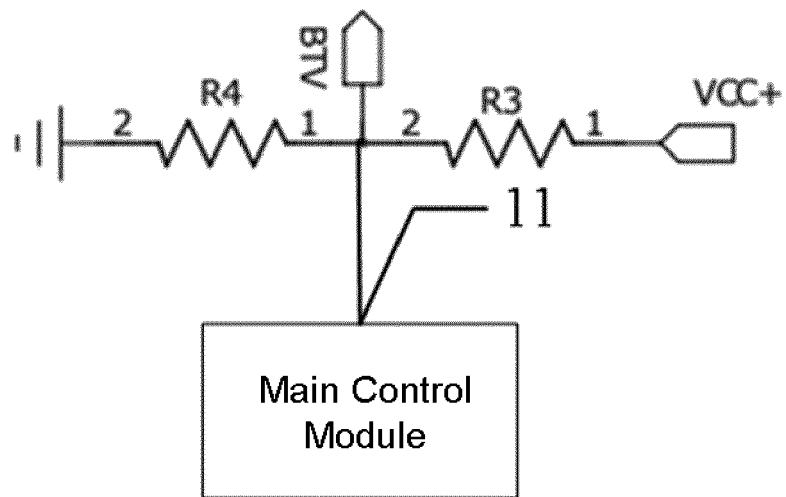 BTV
R4
R3
VCC+
2
1
2
1
11
Main Control
Module